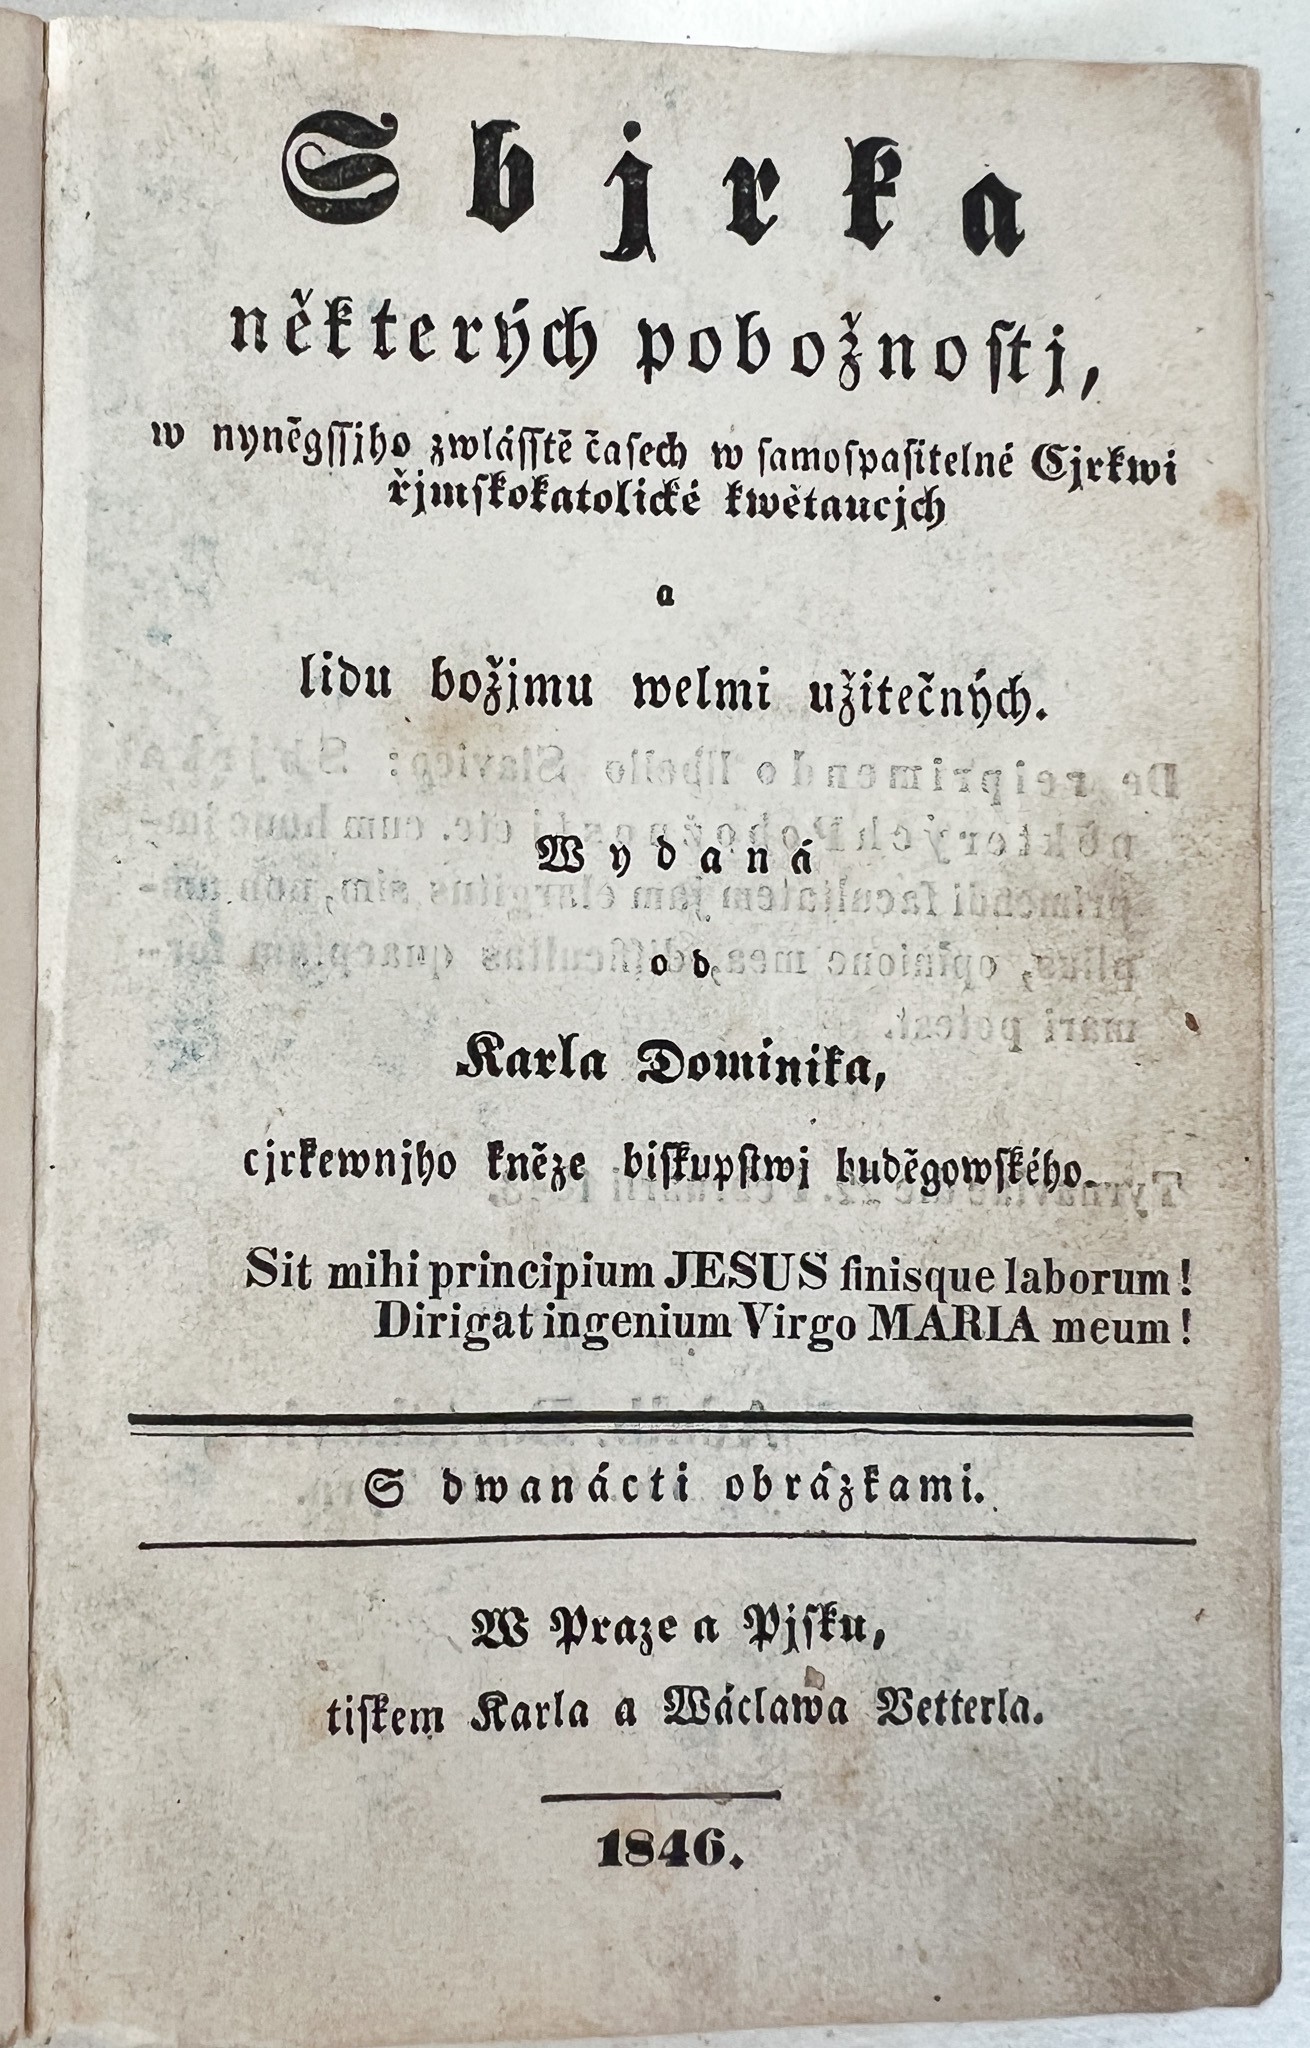 Sbjrka
některých pobožnostj,
w nyněgſſjho zwláſſtě čaſech w ſamoſpaſitelné Cjrkwi
řjmſkokatolické kwětaucjch
a
lidu božjmu welmi užitečných.
Wydaná
od
Karla Dominika,
cjrkewnjho kněze biſkupſtwj buděgowſkého.
Sit mihi principium JESUS finisque laborum!
Dirigat ingenium Virgo MARIA meum!
S dwanácti obrázkami.
W Praze a Pjſku,
tiſkem Karla a Wáclawa Vetterla.
1846.